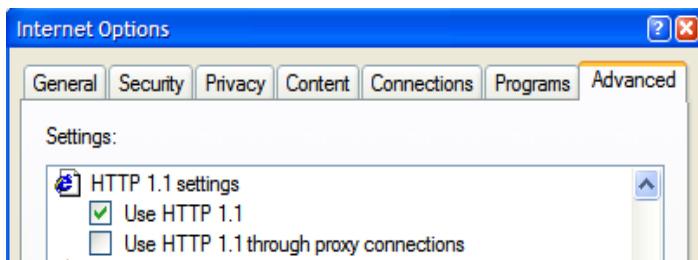 Internet Options
General Security Privacy Content Connections Programs Advanced
Settings:
HTTP 1.1 settings
Use HTTP 1.1
Use HTTP 1.1 through proxy connections